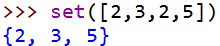 >>> set([2,3,2,5])
{2, 3, 5}